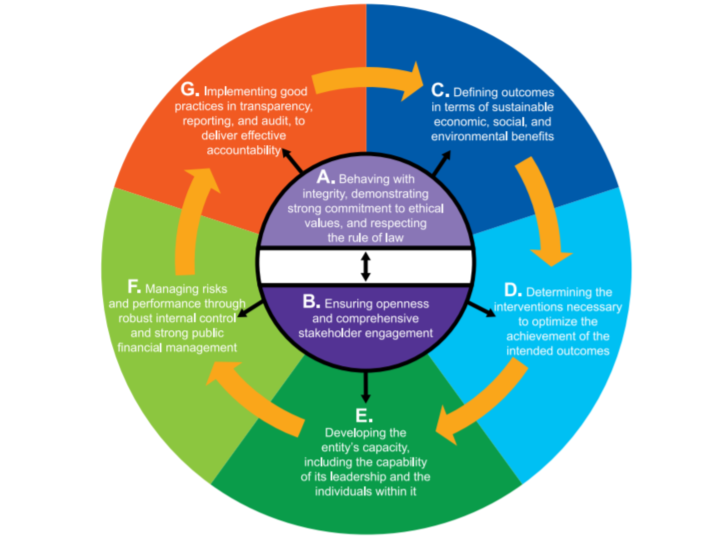 A. Behaving with
integrity, demonstrating
strong commitment to ethical
values, and respecting
the rule of law
B. Ensuring openness
and comprehensive
stakeholder engagement
C. Defining outcomes
in terms of sustainable
economic, social, and
environmental benefits
D. Determining the
interventions necessary
to optimize the
achievement of the
intended outcomes
E.
Developing the
entity's capacity,
including the capability
of its leadership and the
individuals within it
F. Managing risks
and performance through
robust internal control
and strong public
financial management
G. Implementing good
practices in transparency,
reporting, and audit, to
deliver effective
accountability